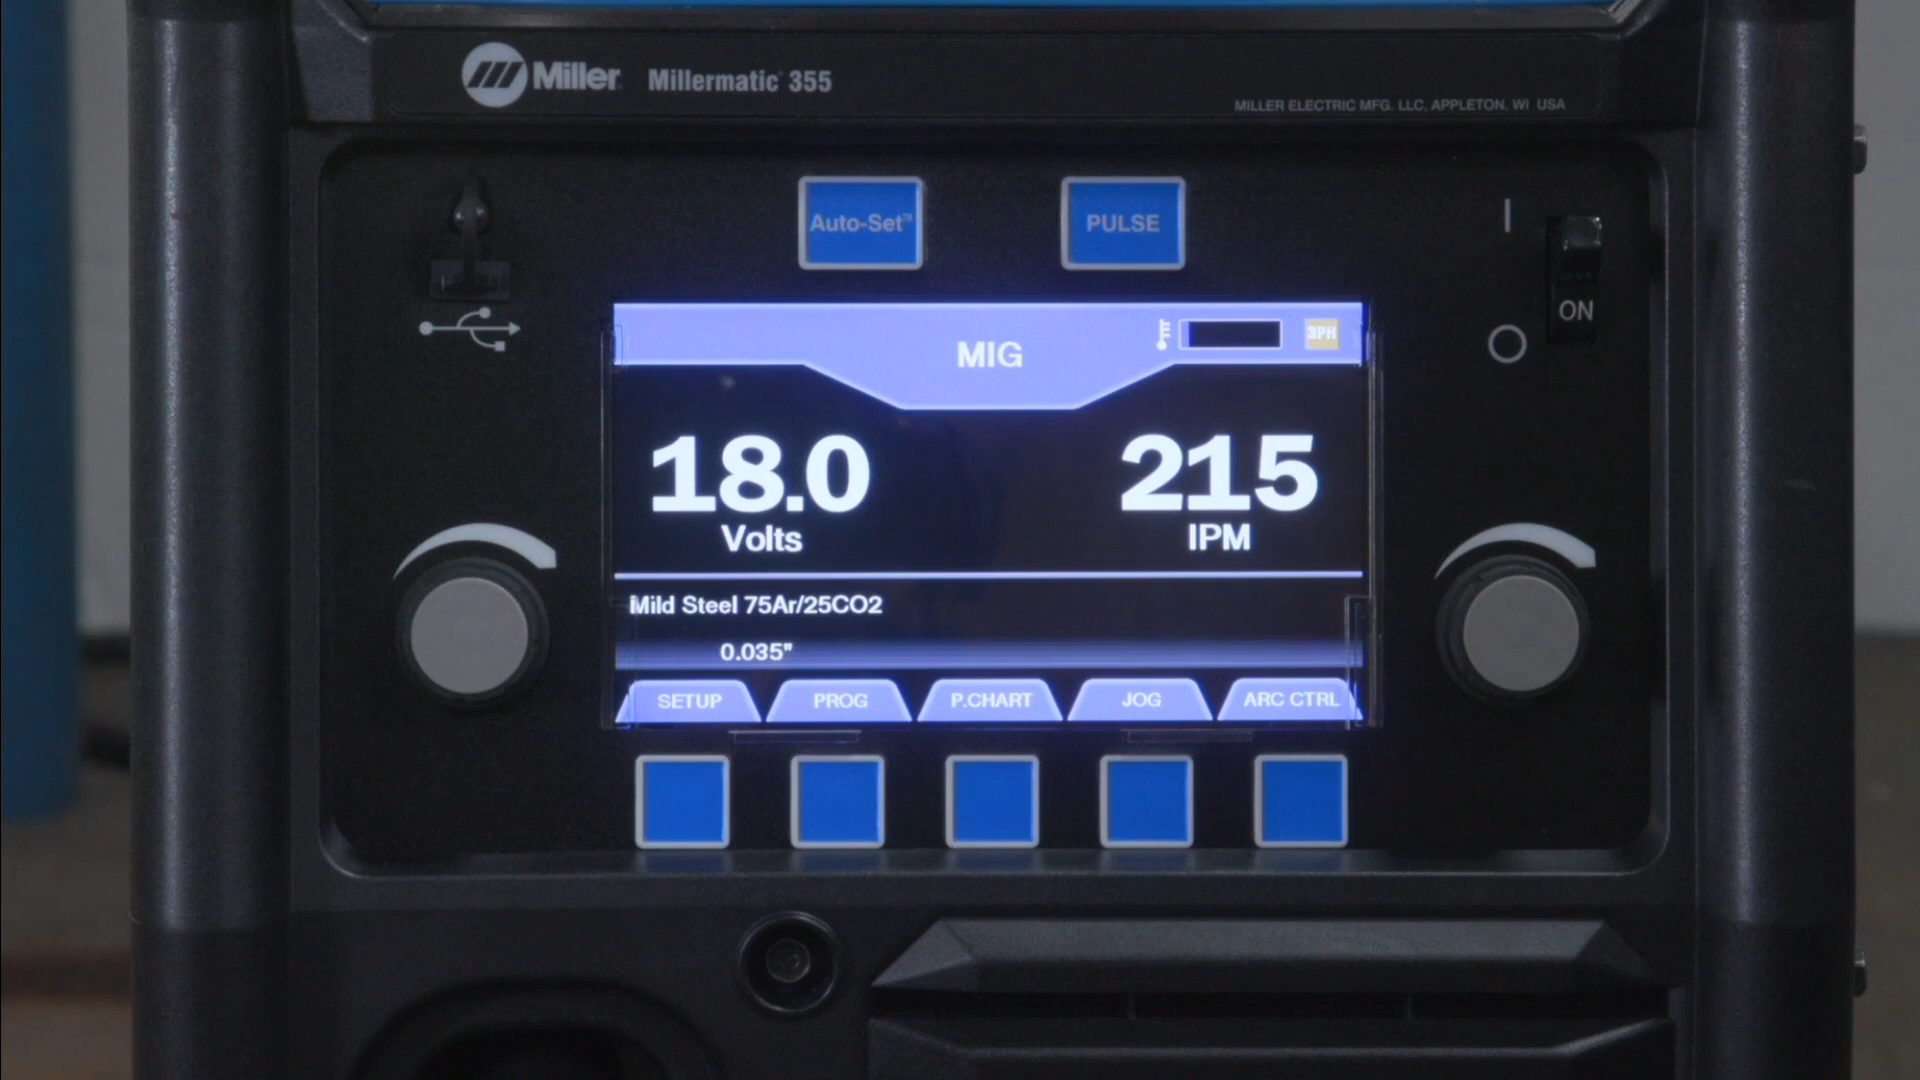 Miller Millermatic 355
MILLER ELECTRIC MFG. LLC, APPLETON, WI USA
Auto-Set™ PULSE
ON
MIG 3PH
18.0 215
Volts IPM
Mild Steel 75Ar/25CO2
0.035"
SETUP PROG P.CHART JOG ARC CTRL